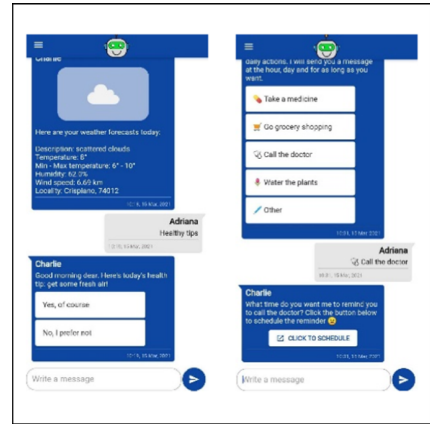 Charlie
Here are your weather forecasts today:
Description: scattered clouds
Temperature: 8°
Min - Max temperature: 6° - 10°
Humidity: 62.0%
Wind speed: 6.69 km
Locality: Crispiano, 74012
Adriana
Healthy tips
Charlie
Good morning dear. Here's today's health
tip: get some fresh air!
Yes, of course
No, I prefer not
Write a message
daily actions. I will send you a message
at the hour, day and for as long as you
want.
Take a medicine
Go grocery shopping
Call the doctor
Water the plants
Other
Adriana
Call the doctor
Charlie
What time do you want me to remind you
to call the doctor? Click the button below
to schedule the reminder
CLICK TO SCHEDULE
Write a message